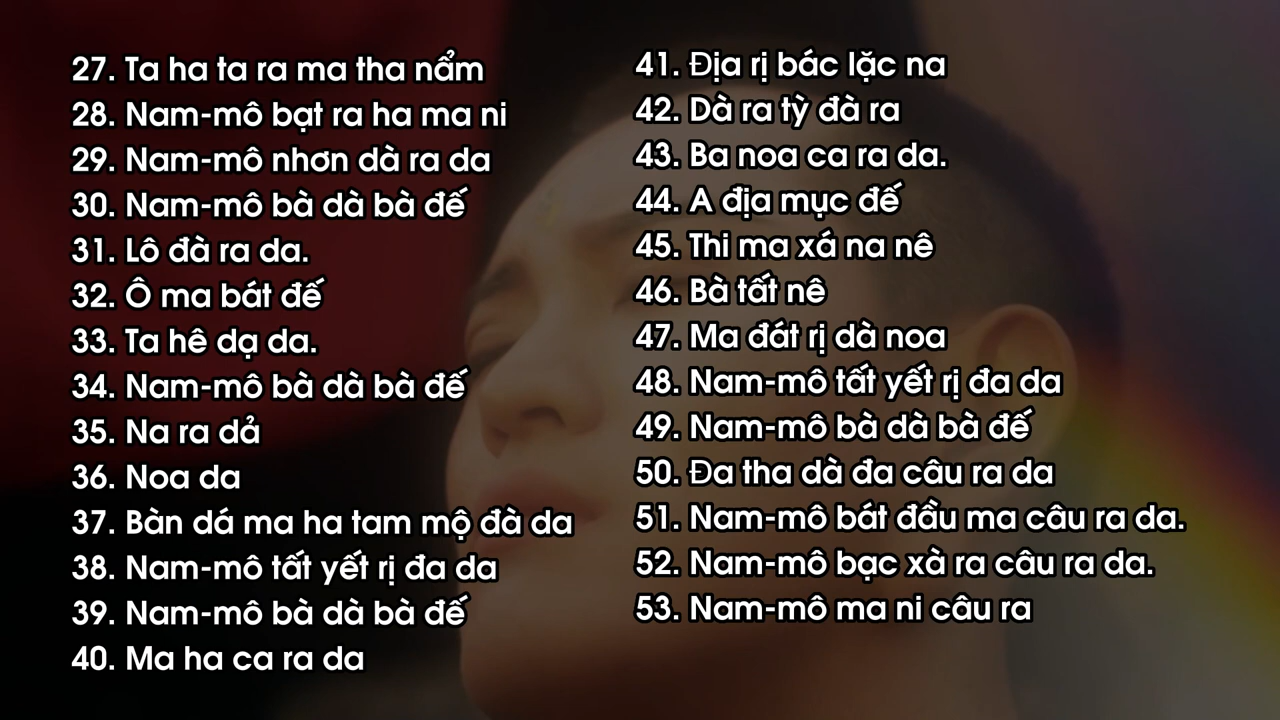 27. Ta ha ta ra ma tha nẩm
28. Nam-mô bạt ra ha ma ni
29. Nam-mô nhơn dà ra da
30. Nam-mô bà dà bà đế
31. Lô đà ra da.
32. Ô ma bát đế
33. Ta hê dạ da.
34. Nam-mô bà dà bà đế
35. Na ra dả
36. Noa da
37. Bàn dá ma ha tam mộ đà da
38. Nam-mô tất yết rị đa da
39. Nam-mô bà dà bà đế
40. Ma ha ca ra da
41. Địa rị bác lặc na
42. Dà ra tỳ đà ra
43. Ba noa ca ra da.
44. A địa mục đế
45. Thi ma xá na nê
46. Bà tất nê
47. Ma đát rị dà noa
48. Nam-mô tất yết rị đa da
49. Nam-mô bà dà bà đế
50. Đa tha dà đa câu ra da
51. Nam-mô bát đầu ma câu ra da.
52. Nam-mô bạc xà ra câu ra da.
53. Nam-mô ma ni câu ra